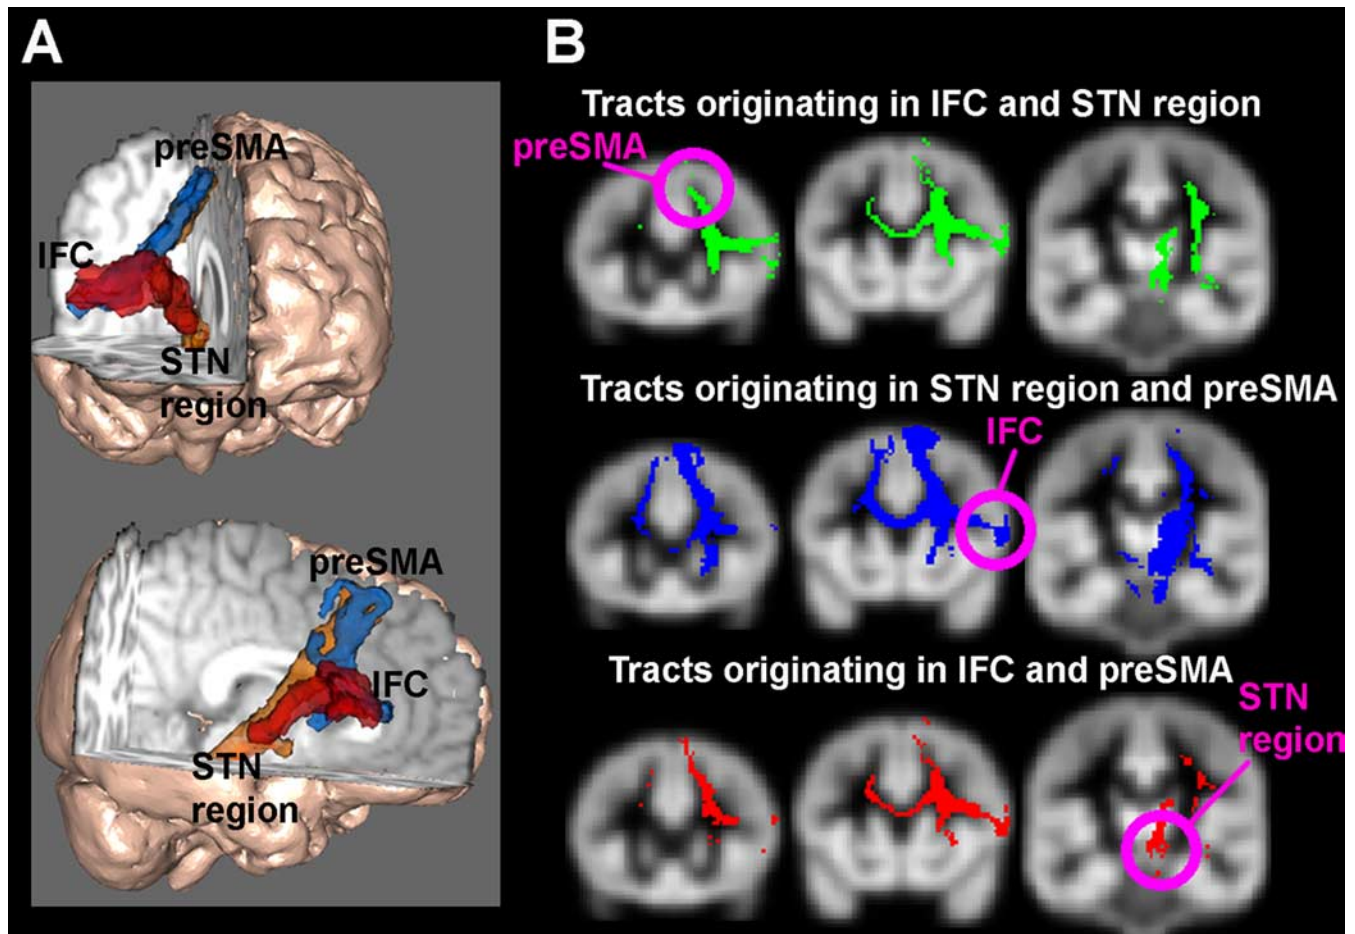 A
preSMA
IFC
STN
region
preSMA
IFC
STN
region
B
Tracts originating in IFC and STN region
preSMA
Tracts originating in STN region and preSMA
IFC
Tracts originating in IFC and preSMA
STN
region